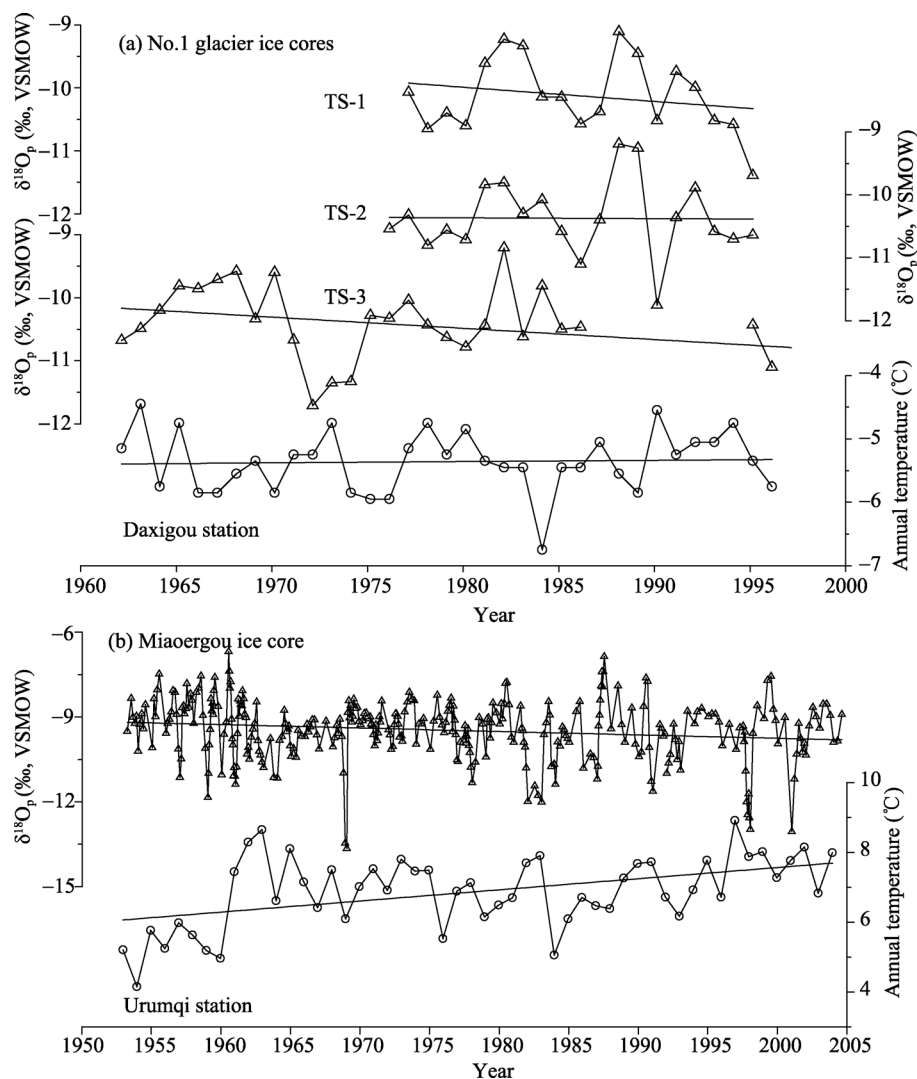 (a) No.1 glacier ice cores
δ¹⁸Oₚ (‰, VSMOW)
−9
−10
−11
−12
TS-1
δ¹⁸Oₚ (‰, VSMOW)
−9
−10
−11
−12
TS-2
δ¹⁸Oₚ (‰, VSMOW)
−9
−10
−11
−12
TS-3
Annual temperature (℃)
−4
−5
−6
−7
Daxigou station
1960 1965 1970 1975 1980 1985 1990 1995 2000
Year
(b) Miaoergou ice core
δ¹⁸Oₚ (‰, VSMOW)
−6
−9
−12
−15
Annual temperature (℃)
10
8
6
4
Urumqi station
1950 1955 1960 1965 1970 1975 1980 1985 1990 1995 2000 2005
Year